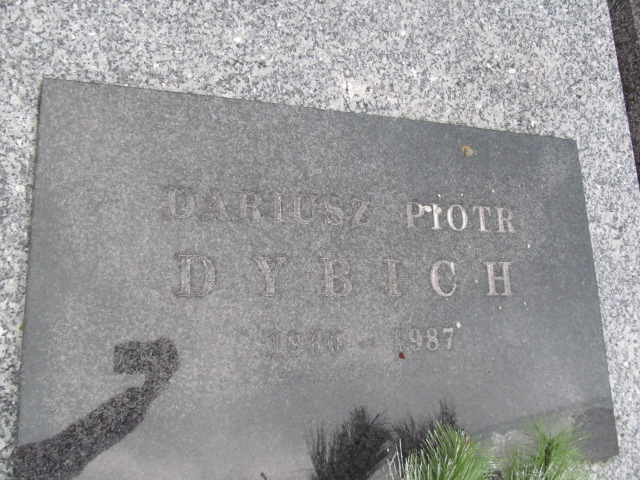 DARIUSZ PIOTR
DYBICH
- 1987